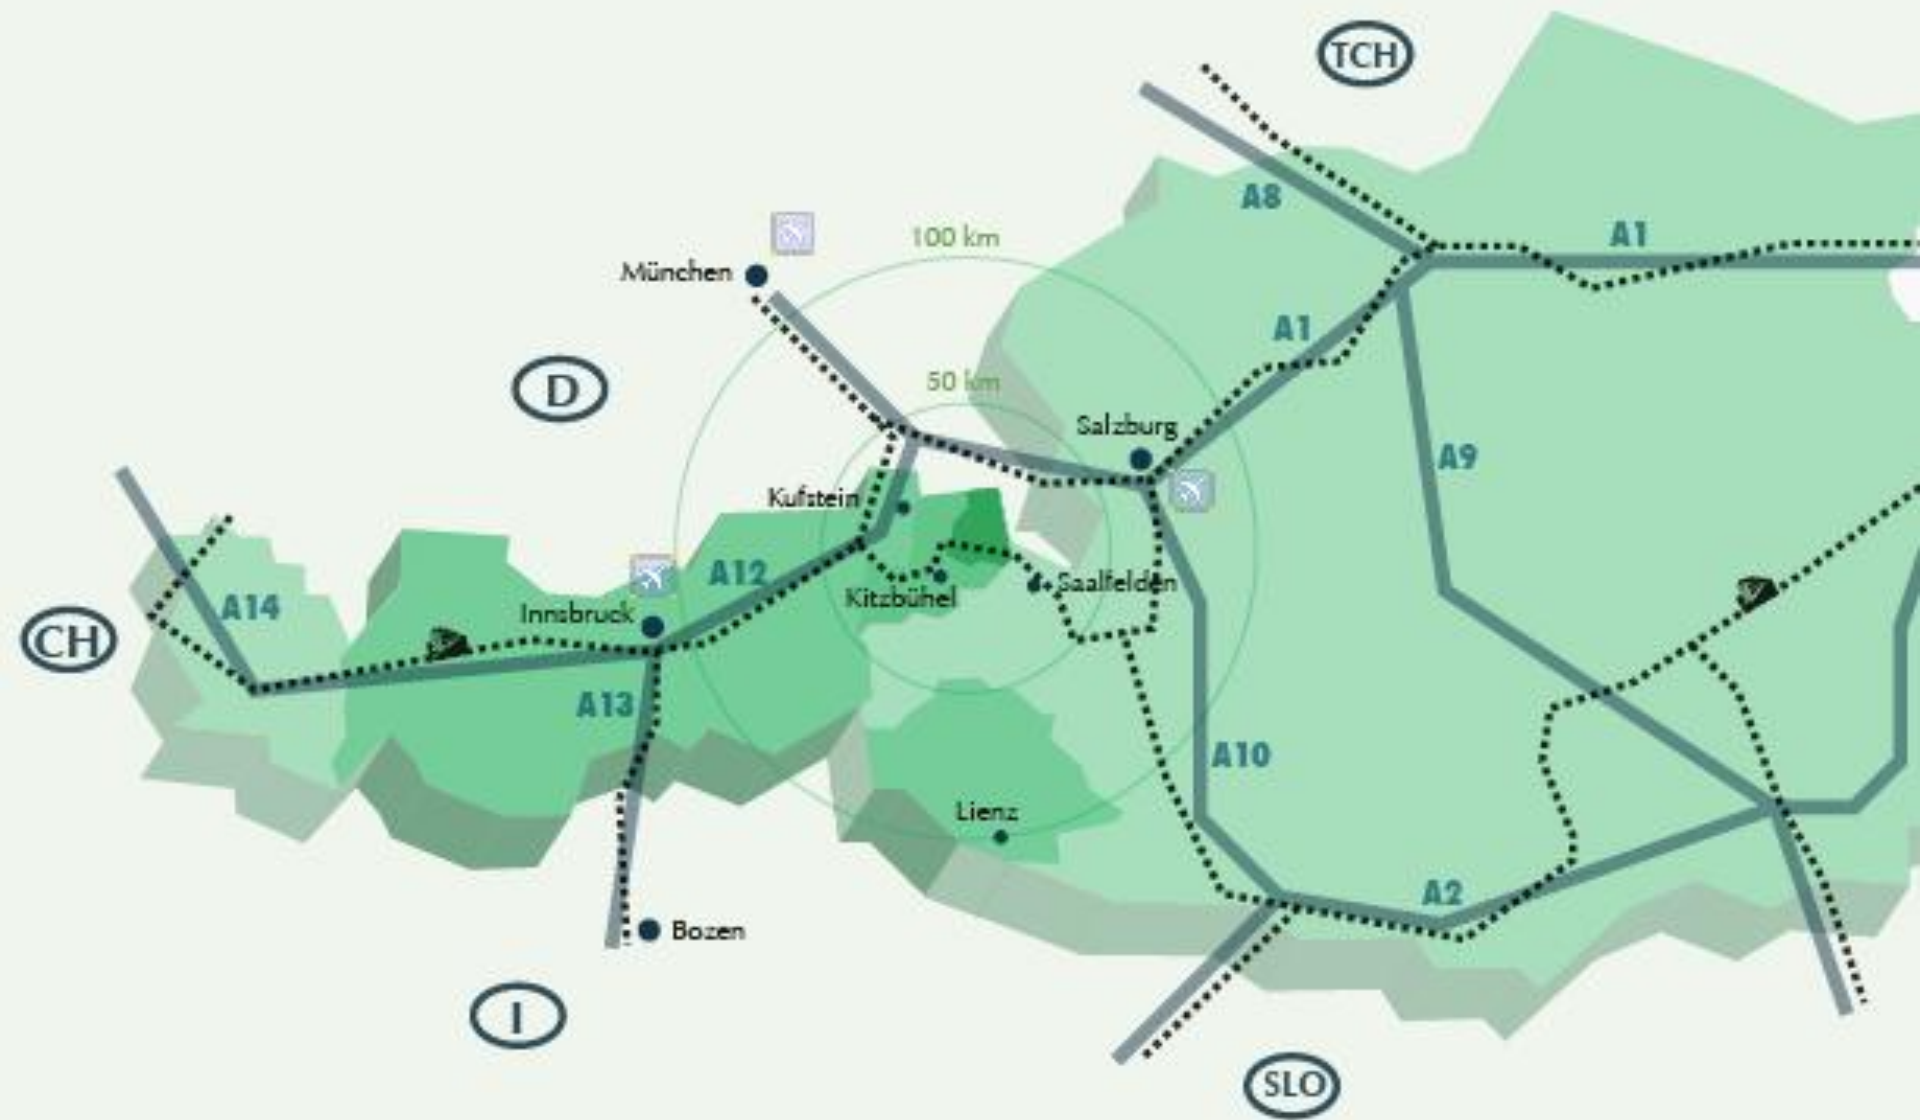 TCH
A8
A1
100 km
München
A1
50 km
D
Salzburg
A9
Kufstein
A12
Saalfelden
Kitzbühel
A14
Innsbruck
CH
A13
A10
Lienz
A2
Bozen
I
SLO